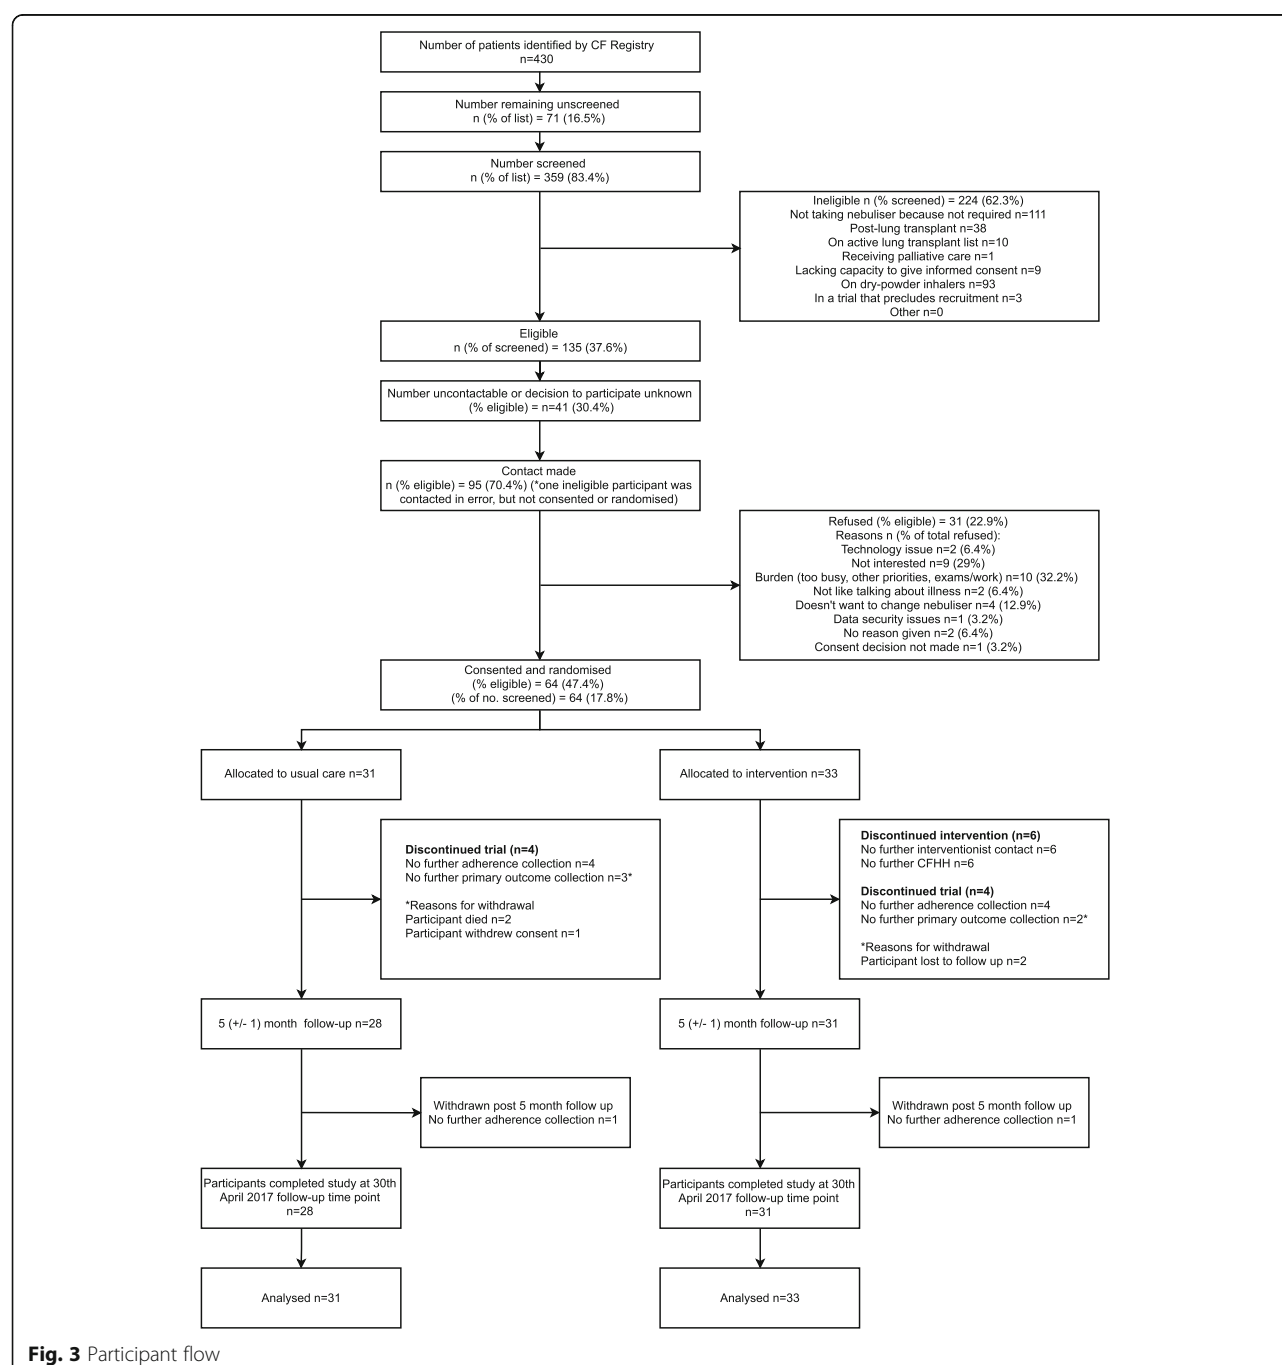 Number of patients identified by CF Registry
n=430
Number remaining unscreened
n (% of list) = 71 (16.5%)
Number screened
n (% of list) = 359 (83.4%)
Ineligible n (% screened) = 224 (62.3%)
Not taking nebuliser because not required n=111
Post-lung transplant n=38
On active lung transplant list n=10
Receiving palliative care n=1
Lacking capacity to give informed consent n=9
On dry-powder inhalers n=93
In a trial that precludes recruitment n=3
Other n=0
Eligible
n (% of screened) = 135 (37.6%)
Number uncontactable or decision to participate unknown
(% eligible) = n=41 (30.4%)
Contact made
n (% eligible) = 95 (70.4%) (*one ineligible participant was
contacted in error, but not consented or randomised)
Refused (% eligible) = 31 (22.9%)
Reasons n (% of total refused):
Technology issue n=2 (6.4%)
Not interested n=9 (29%)
Burden (too busy, other priorities, exams/work) n=10 (32.2%)
Not like talking about illness n=2 (6.4%)
Doesn't want to change nebuliser n=4 (12.9%)
Data security issues n=1 (3.2%)
No reason given n=2 (6.4%)
Consent decision not made n=1 (3.2%)
Consented and randomised
(% eligible) = 64 (47.4%)
(% of no. screened) = 64 (17.8%)
Allocated to usual care n=31
Allocated to intervention n=33
Discontinued trial (n=4)
No further adherence collection n=4
No further primary outcome collection n=3*
*Reasons for withdrawal
Participant died n=2
Participant withdrew consent n=1
Discontinued intervention (n=6)
No further interventionist contact n=6
No further CFHH n=6
Discontinued trial (n=4)
No further adherence collection n=4
No further primary outcome collection n=2*
*Reasons for withdrawal
Participant lost to follow up n=2
5 (+/- 1) month follow-up n=28
5 (+/- 1) month follow-up n=31
Withdrawn post 5 month follow up
No further adherence collection n=1
Withdrawn post 5 month follow up
No further adherence collection n=1
Participants completed study at 30th
April 2017 follow-up time point
n=28
Participants completed study at 30th
April 2017 follow-up time point
n=31
Analysed n=31
Analysed n=33
Fig. 3 Participant flow